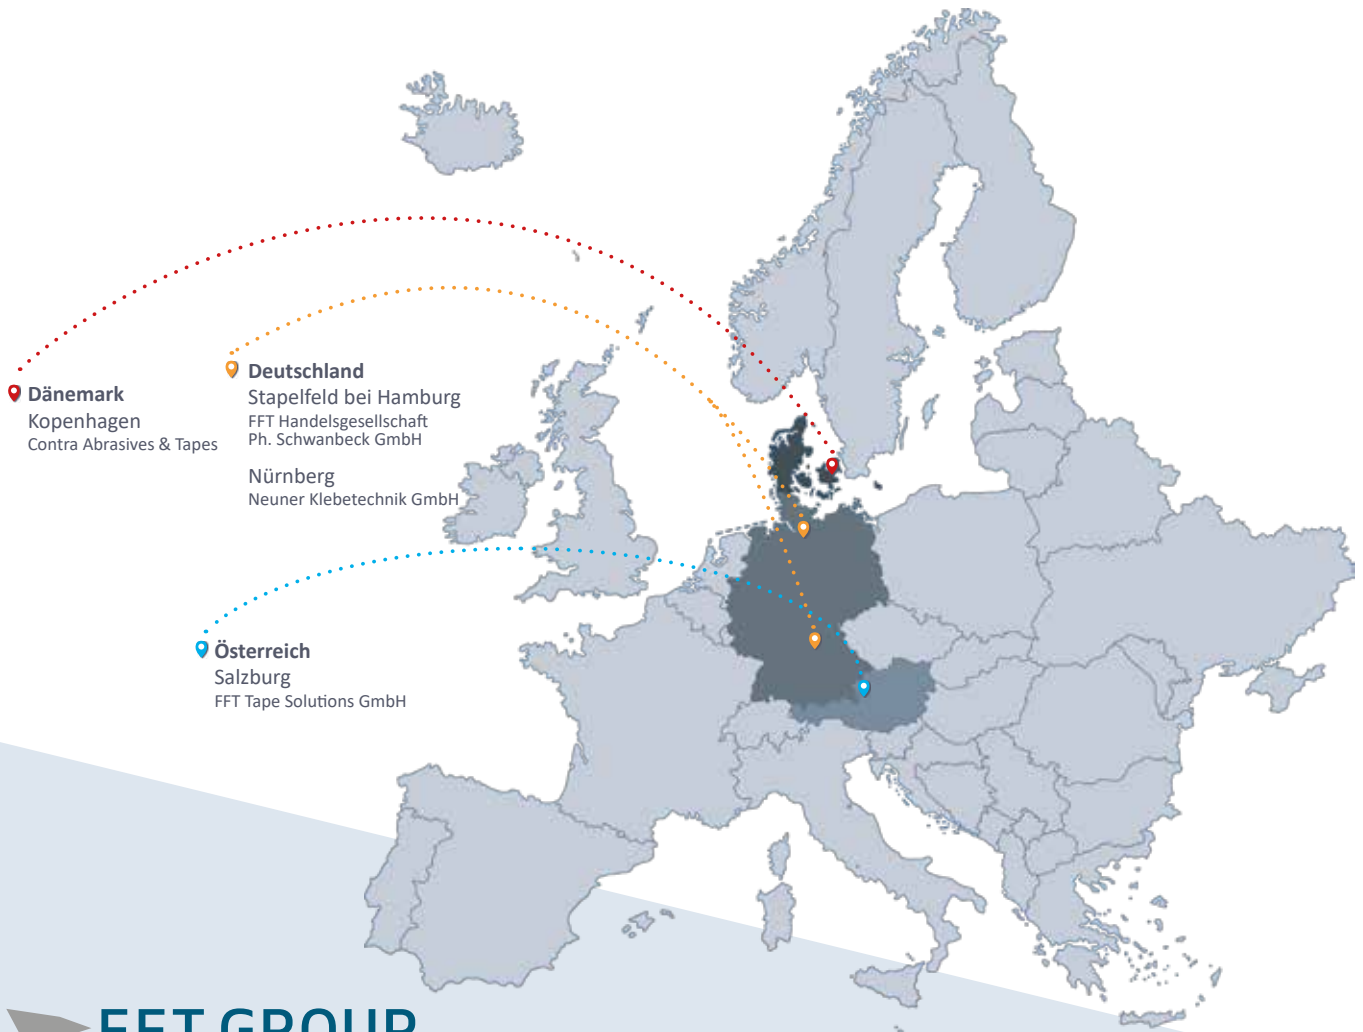 Dänemark
Kopenhagen
Contra Abrasives & Tapes
Deutschland
Stapelfeld bei Hamburg
FFT Handelsgesellschaft
Ph. Schwanbeck GmbH
Nürnberg
Neuner Klebetechnik GmbH
Österreich
Salzburg
FFT Tape Solutions GmbH
FFT GROUP